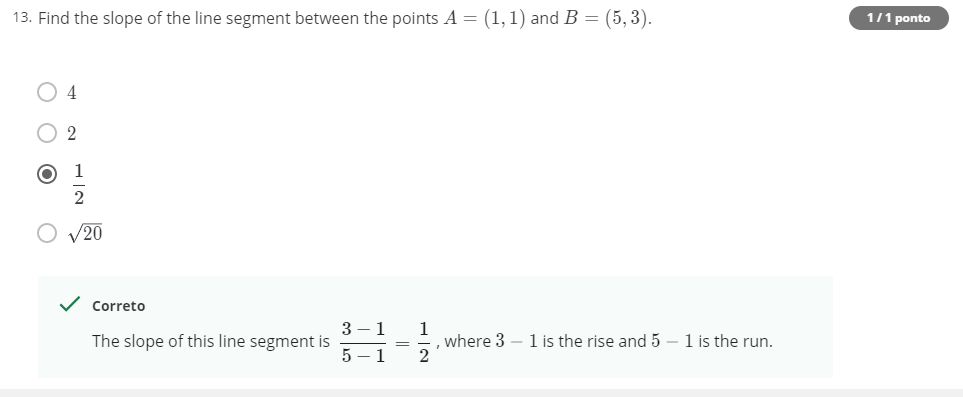 13. Find the slope of the line segment between the points A = (1, 1) and B = (5, 3).
1 / 1 ponto
4
2
1/2
√20
Correto
The slope of this line segment is (3 − 1)/(5 − 1) = 1/2, where 3 − 1 is the rise and 5 − 1 is the run.